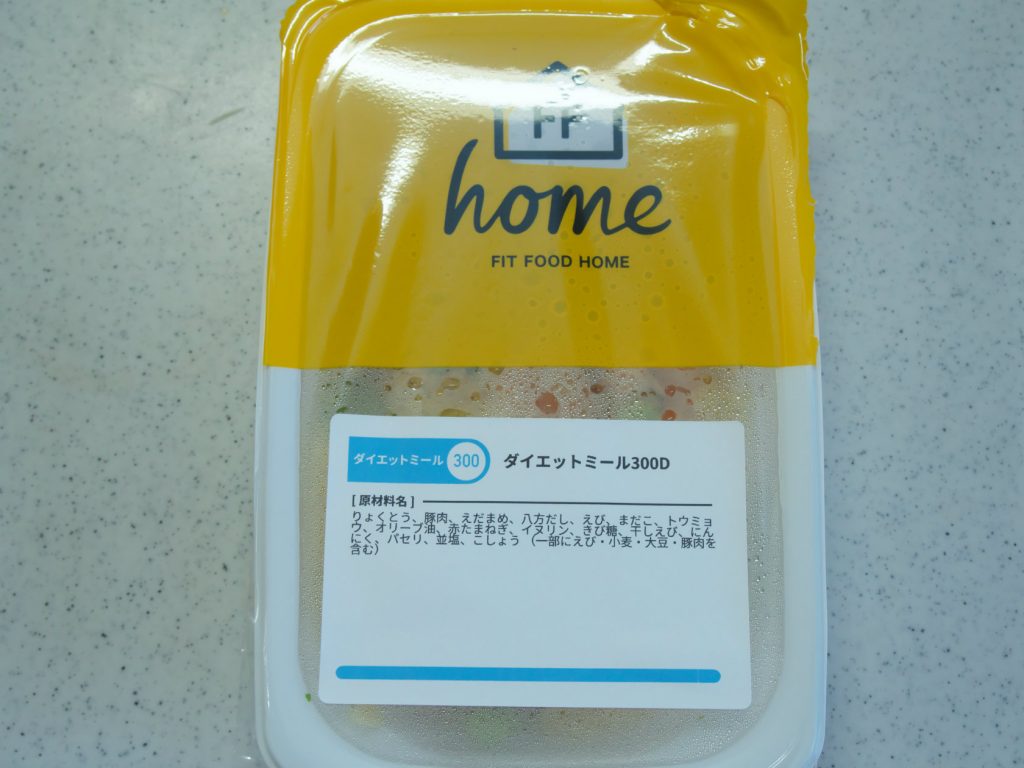 FF
home
FIT FOOD HOME
ダイエットミール 300 ダイエットミール300D
[ 原材料名 ]
りょくとう、豚肉、えだまめ、八方だし、えび、まだこ、トウミョ
ウ、オリーブ油、赤たまねぎ、イヌリン、きび糖、干しえび、にん
にく、パセリ、並塩、こしょう（一部にえび・小麦・大豆・豚肉を
含む）